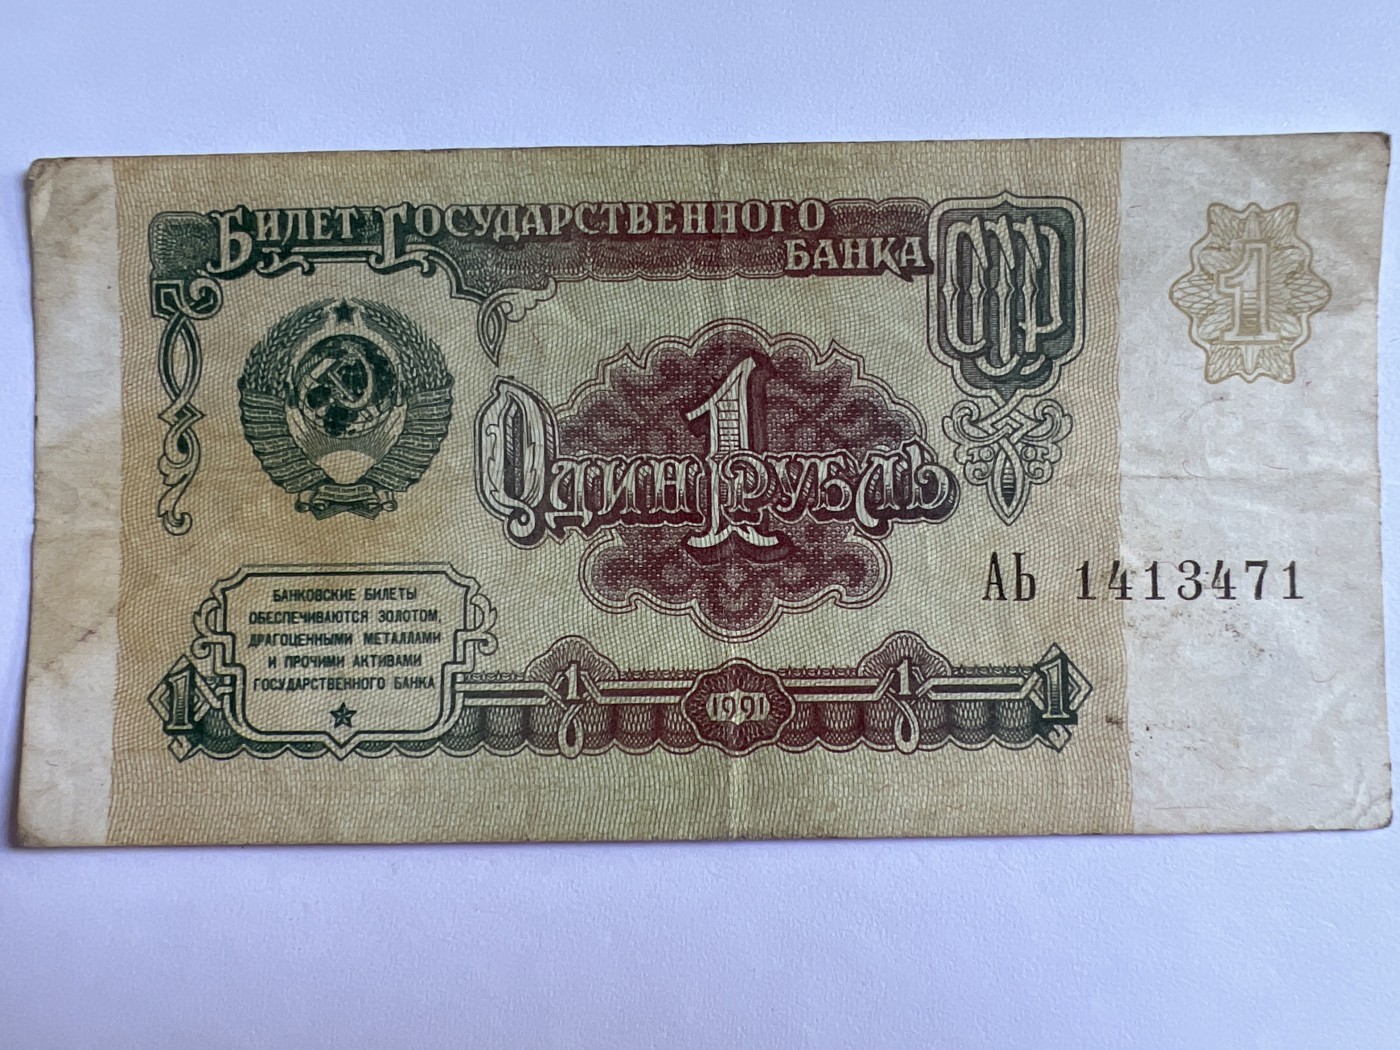 БИЛЕТ ГОСУДАРСТВЕННОГО
БАНКА
СССР
1
1
ОДИН РУБЛЬ
АЬ 1413471
БАНКОВСКИЕ БИЛЕТЫ
ОБЕСПЕЧИВАЮТСЯ ЗОЛОТОМ,
ДРАГОЦЕННЫМИ МЕТАЛЛАМИ
И ПРОЧИМИ АКТИВАМИ
ГОСУДАРСТВЕННОГО БАНКА
1 1 1991 1 1